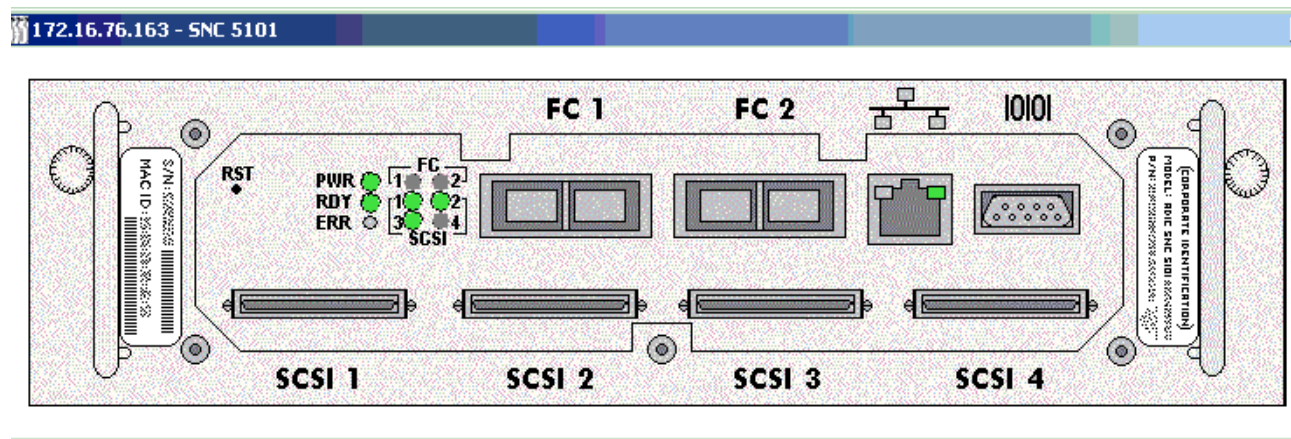 172.16.76.163 - SNC 5101
FC 1
FC 2
|O|O|
RST
FC
PWR
1
2
RDY
1
2
ERR
3
4
SCSI
S/N:
MAC ID:
(CORPORATE IDENTIFICATION)
MODEL: ADIC SNC 5101
P/N:
SCSI 1
SCSI 2
SCSI 3
SCSI 4